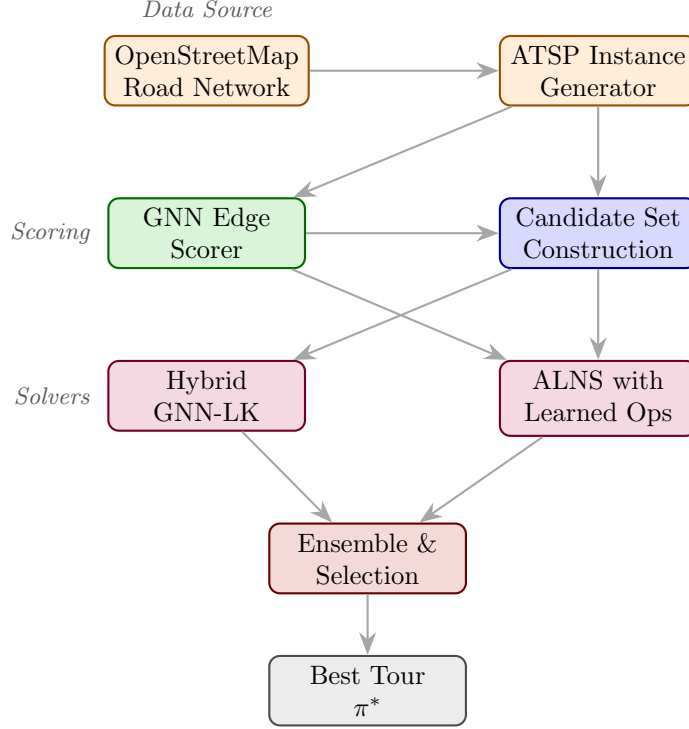 Data Source
OpenStreetMap
Road Network
ATSP Instance
Generator
Scoring
GNN Edge
Scorer
Candidate Set
Construction
Solvers
Hybrid
GNN-LK
ALNS with
Learned Ops
Ensemble &
Selection
Best Tour
π*